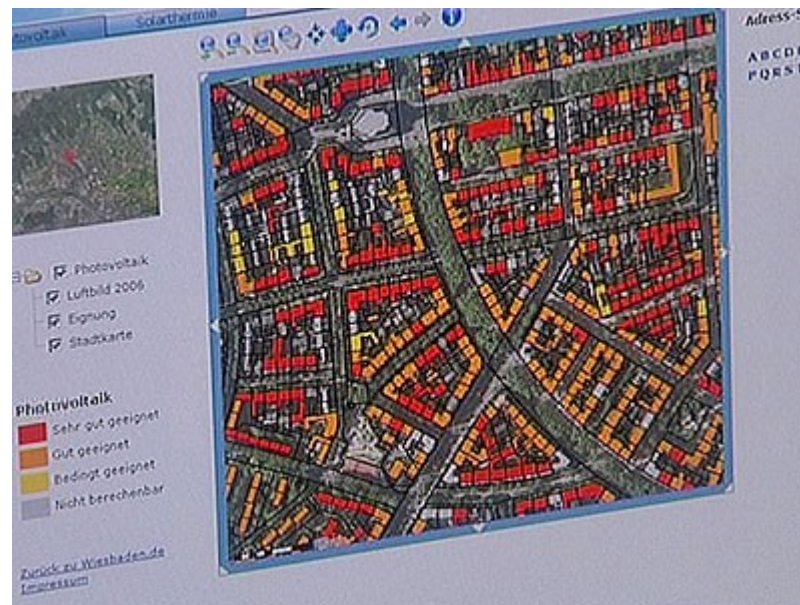 Solarthermie
Adress-S
A B C D
P Q R S
Photovoltaik
Luftbild 2006
Eignung
Stadtkarte
Photovoltaik
Sehr gut geeignet
Gut geeignet
Bedingt geeignet
Nicht berechenbar
Zurück zu Wiesbaden.de
Impressum